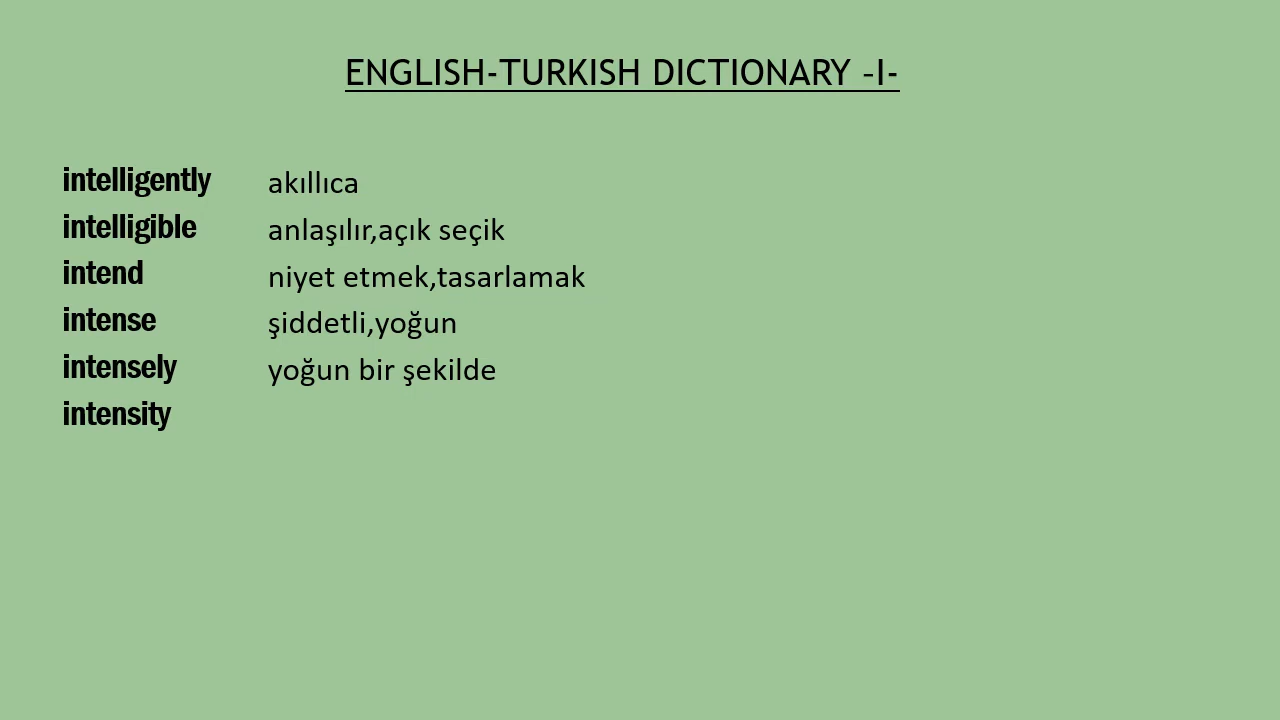 ENGLISH-TURKISH DICTIONARY –I-
intelligently akıllıca
intelligible anlaşılır,açık seçik
intend niyet etmek,tasarlamak
intense şiddetli,yoğun
intensely yoğun bir şekilde
intensity